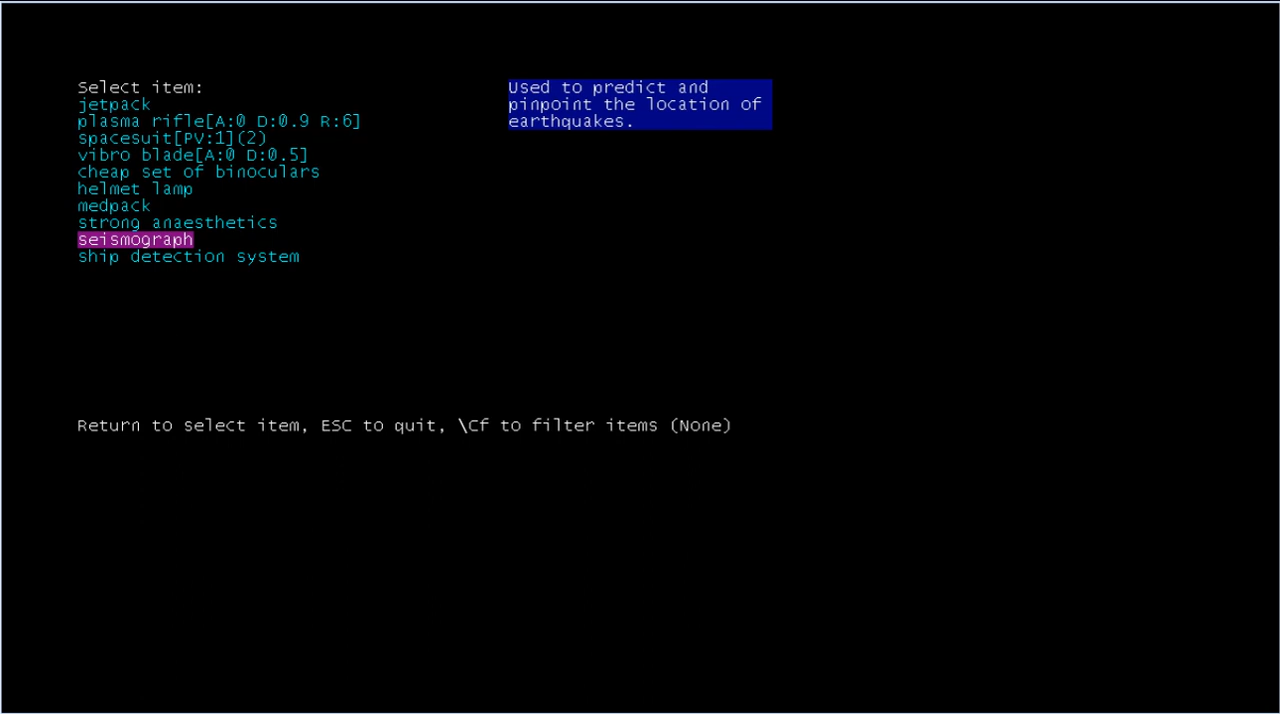 Select item:
jetpack
plasma rifle[A:0 D:0.9 R:6]
spacesuit[PV:1](2)
vibro blade[A:0 D:0.5]
cheap set of binoculars
helmet lamp
medpack
strong anaesthetics
seismograph
ship detection system
Used to predict and
pinpoint the location of
earthquakes.
Return to select item, ESC to quit, \Cf to filter items (None)